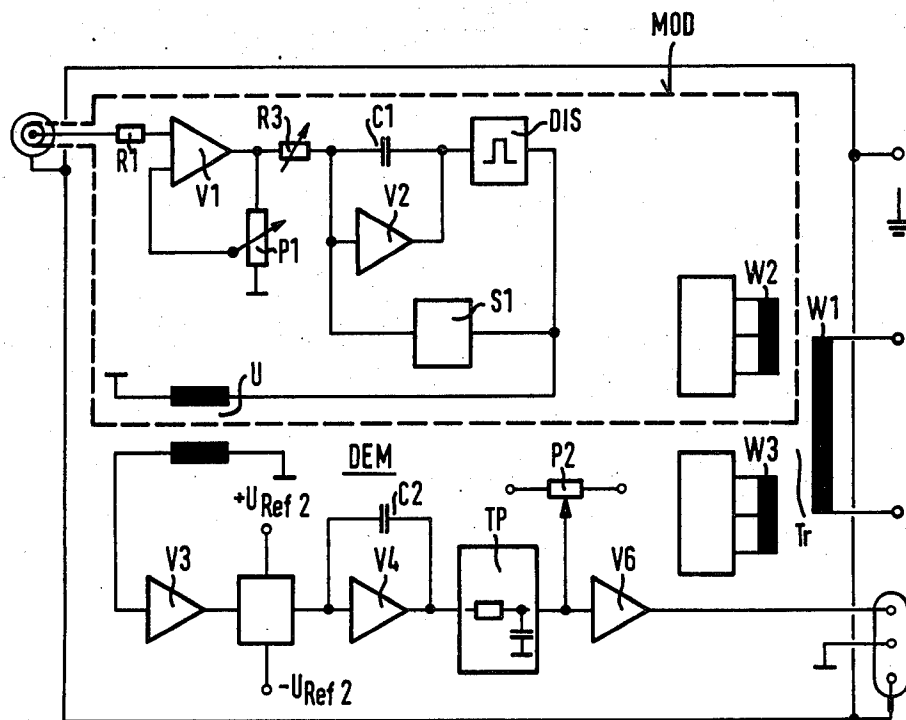 MOD
R1
V1
R3
C1
DIS
P1
V2
S1
W2
W1
U
DEM
+U Ref 2
C2
P2
W3
V3
V4
TP
V6
Tr
-U Ref 2